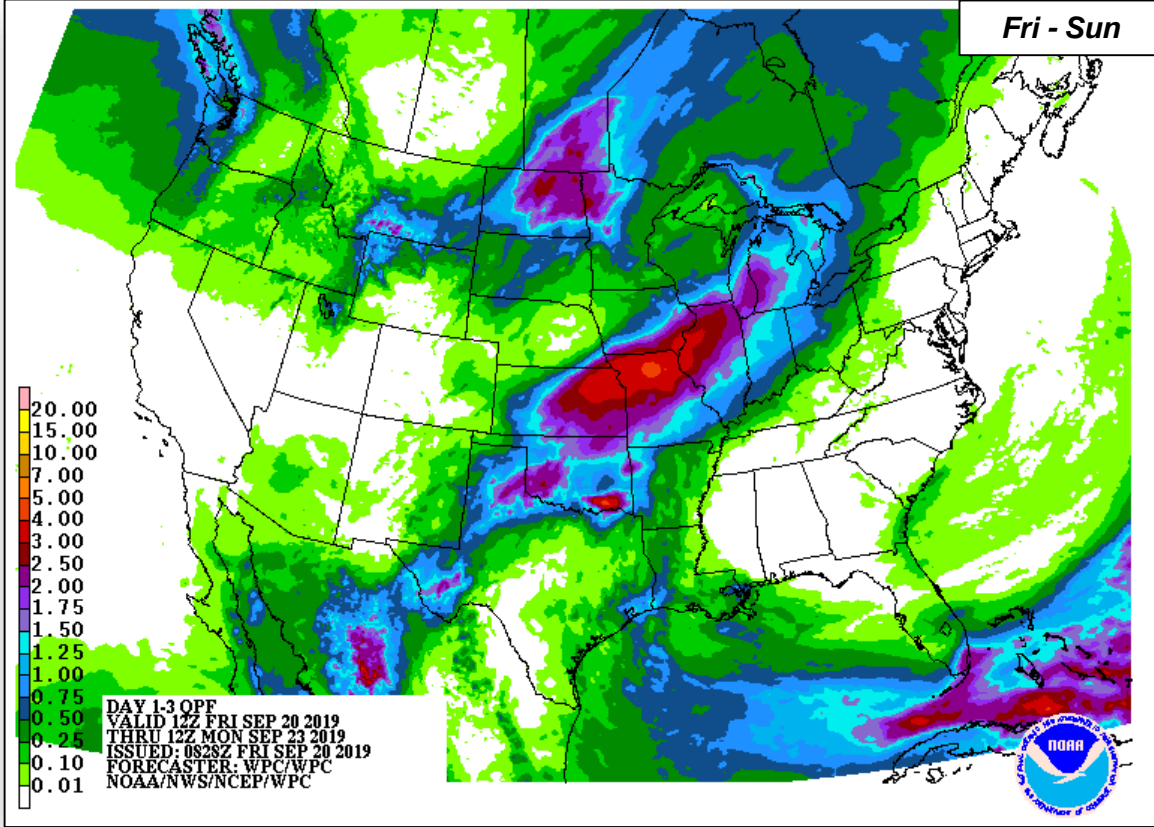 Fri - Sun
20.00
15.00
10.00
7.00
5.00
4.00
3.00
2.50
2.00
1.75
1.50
1.25
1.00
0.75
0.50
0.25
0.10
0.01
DAY 1-3 QPF
VALID 12Z FRI SEP 20 2019
THRU 12Z MON SEP 23 2019
ISSUED: 0828Z FRI SEP 20 2019
FORECASTER: WPC/WPC
NOAA/NWS/NCEP/WPC
NOAA